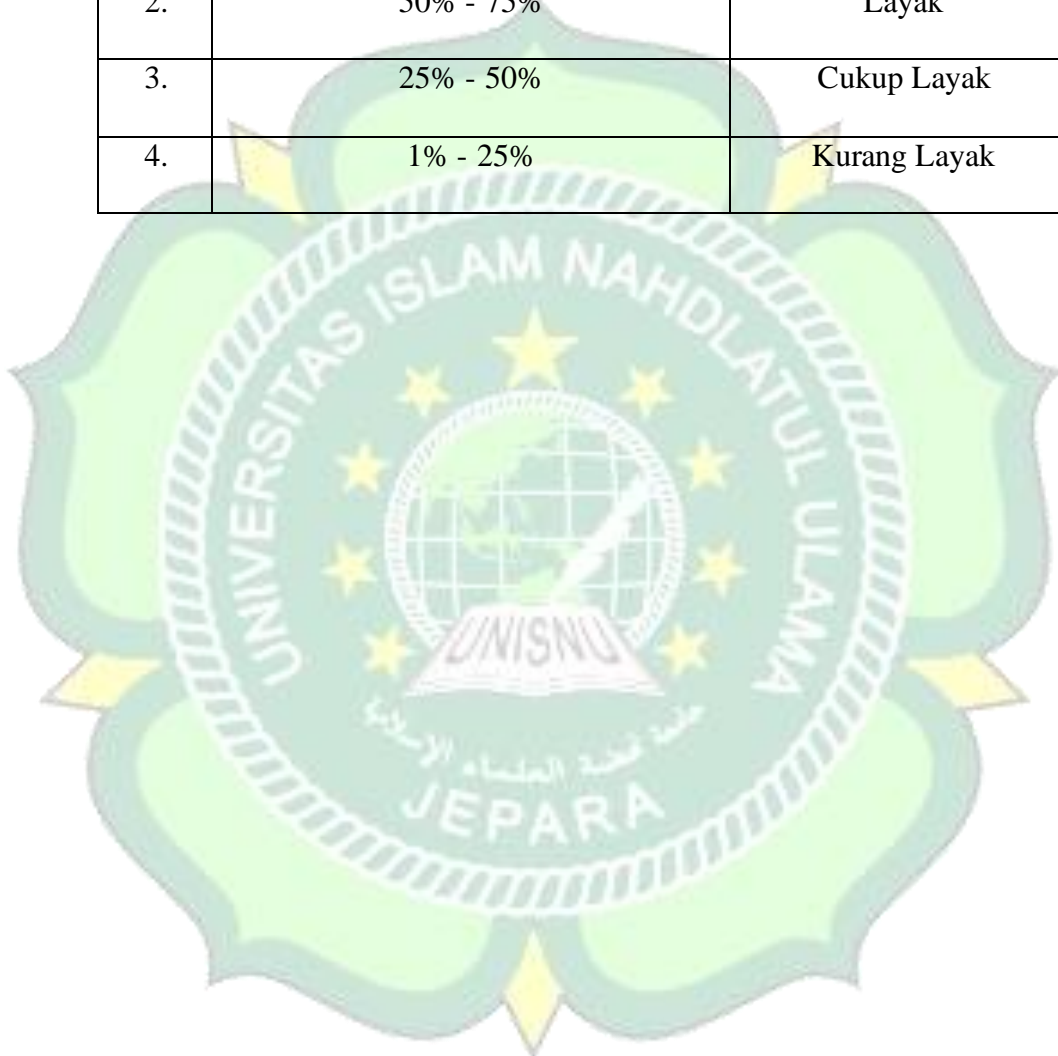 2. 50% - 75% Layak
3. 25% - 50% Cukup Layak
4. 1% - 25% Kurang Layak
UNIVERSITAS ISLAM NAHDLATUL ULAMA
UNISNU
JEPARA